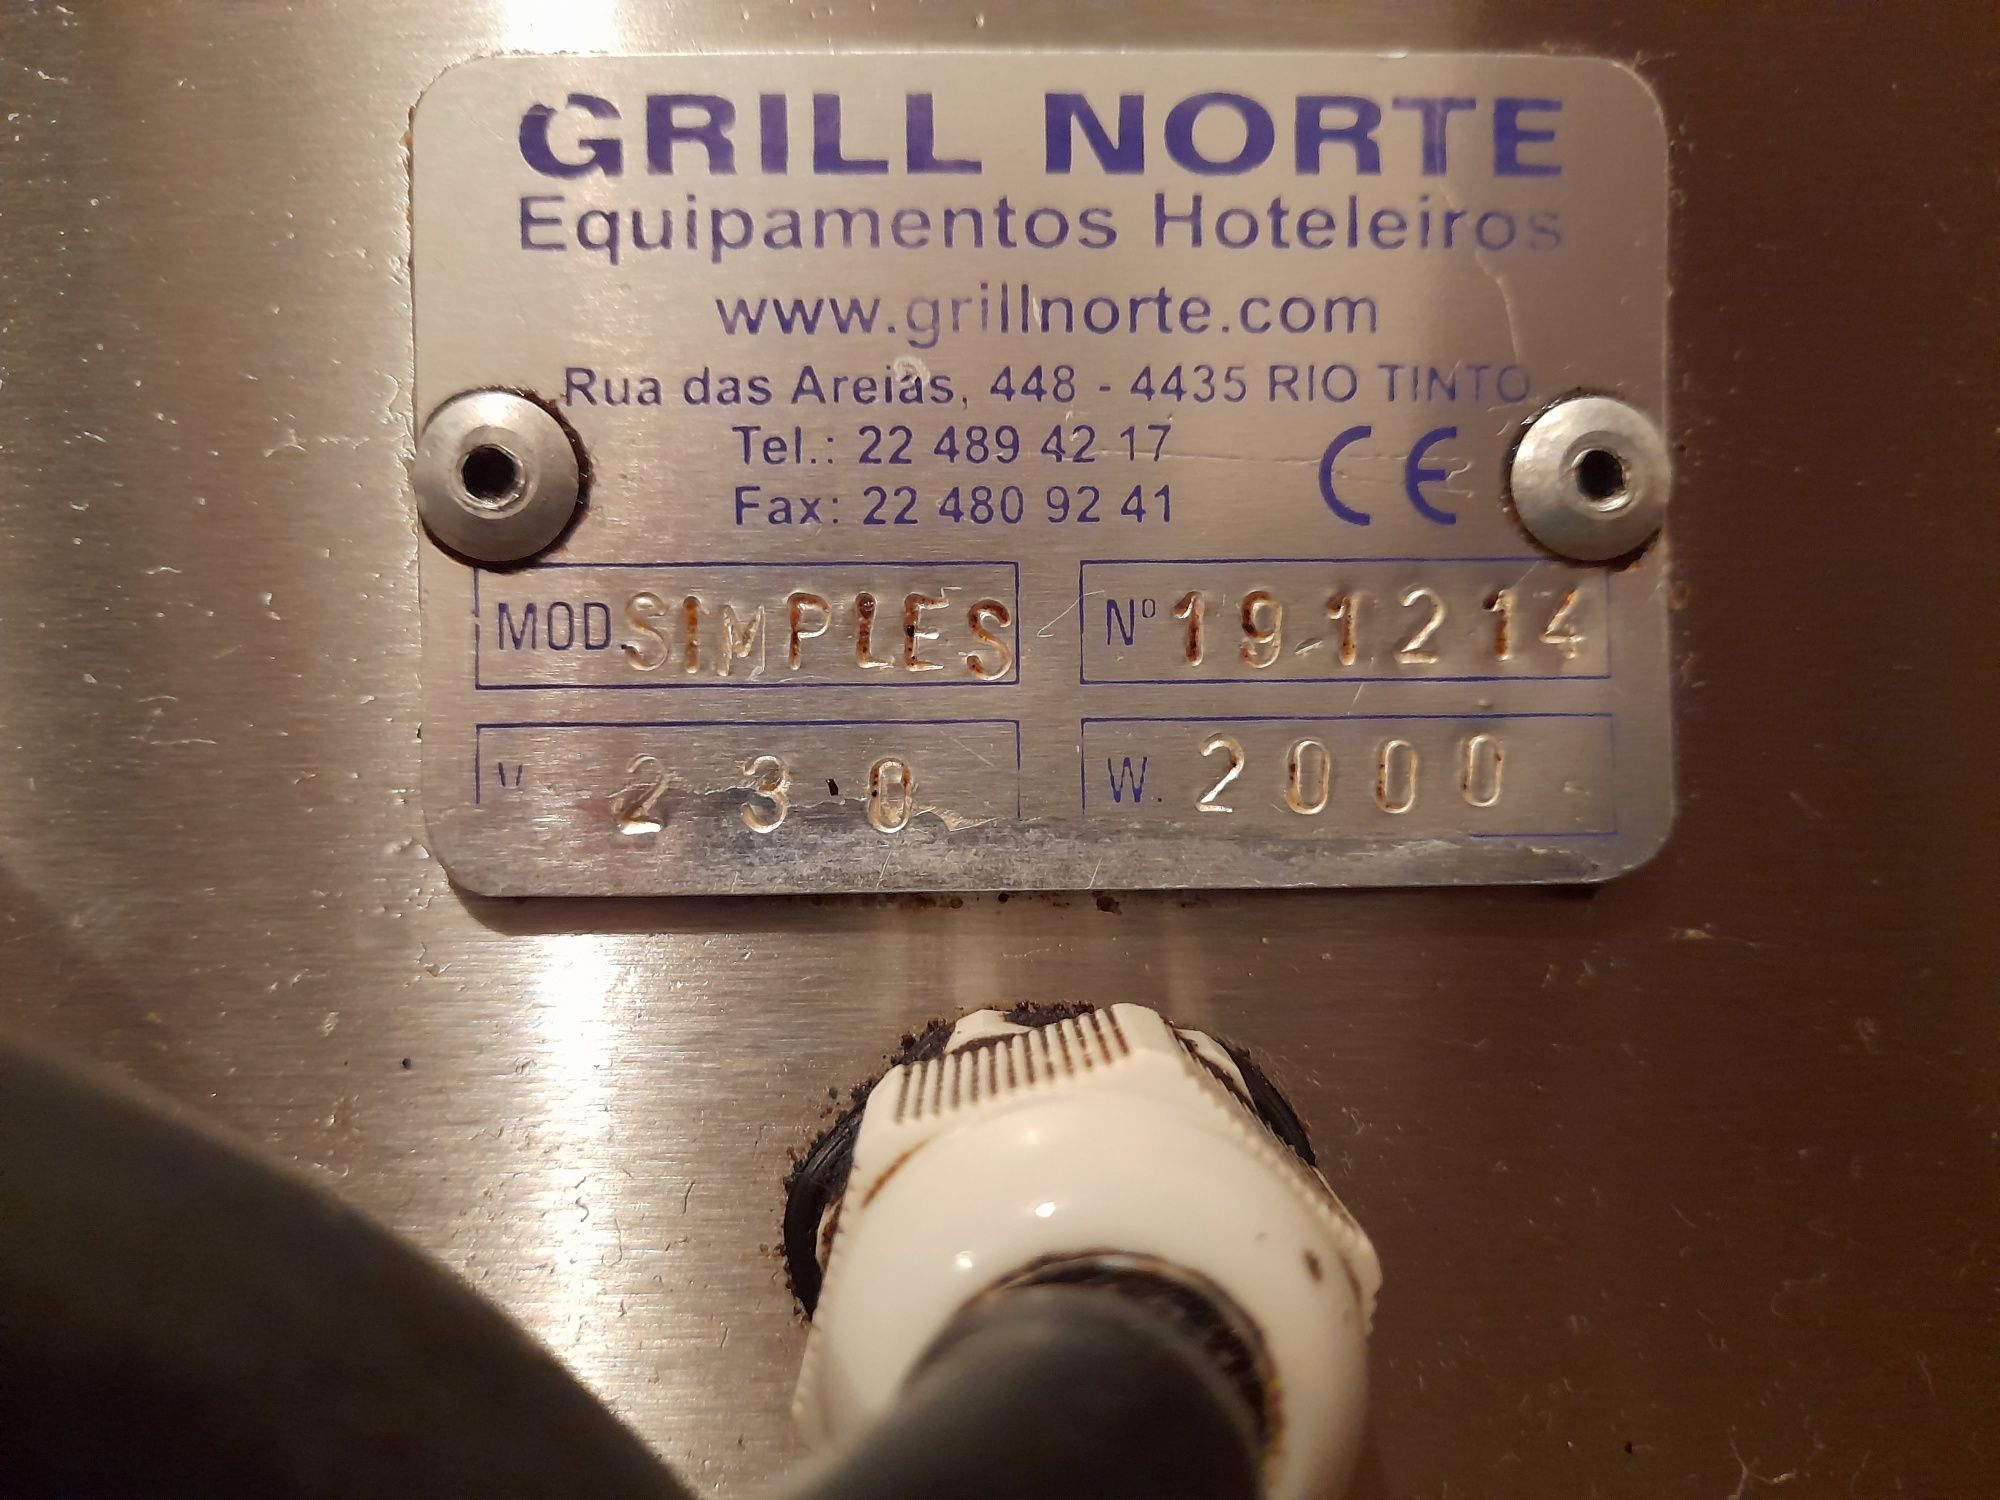 GRILL NORTE
Equipamentos Hoteleiros
www.grillnorte.com
Rua das Areias, 448 - 4435 RIO TINTO
Tel.: 22 489 42 17
Fax: 22 480 92 41
CE
MOD. SIMPLES
Nº 191214
V. 230
W. 2000